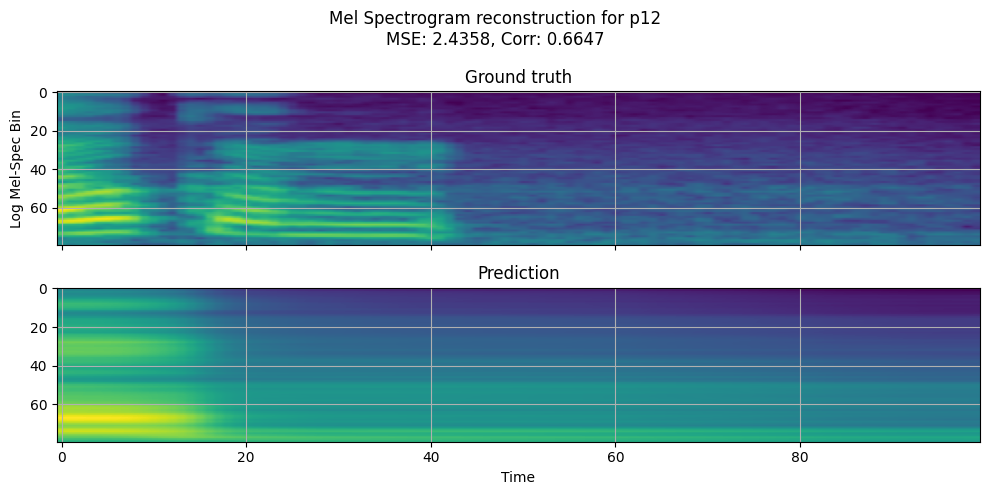 Mel Spectrogram reconstruction for p12
MSE: 2.4358, Corr: 0.6647
Ground truth
0
20
40
60
Log Mel-Spec Bin
Prediction
0
20
40
60
0 20 40 60 80
Time